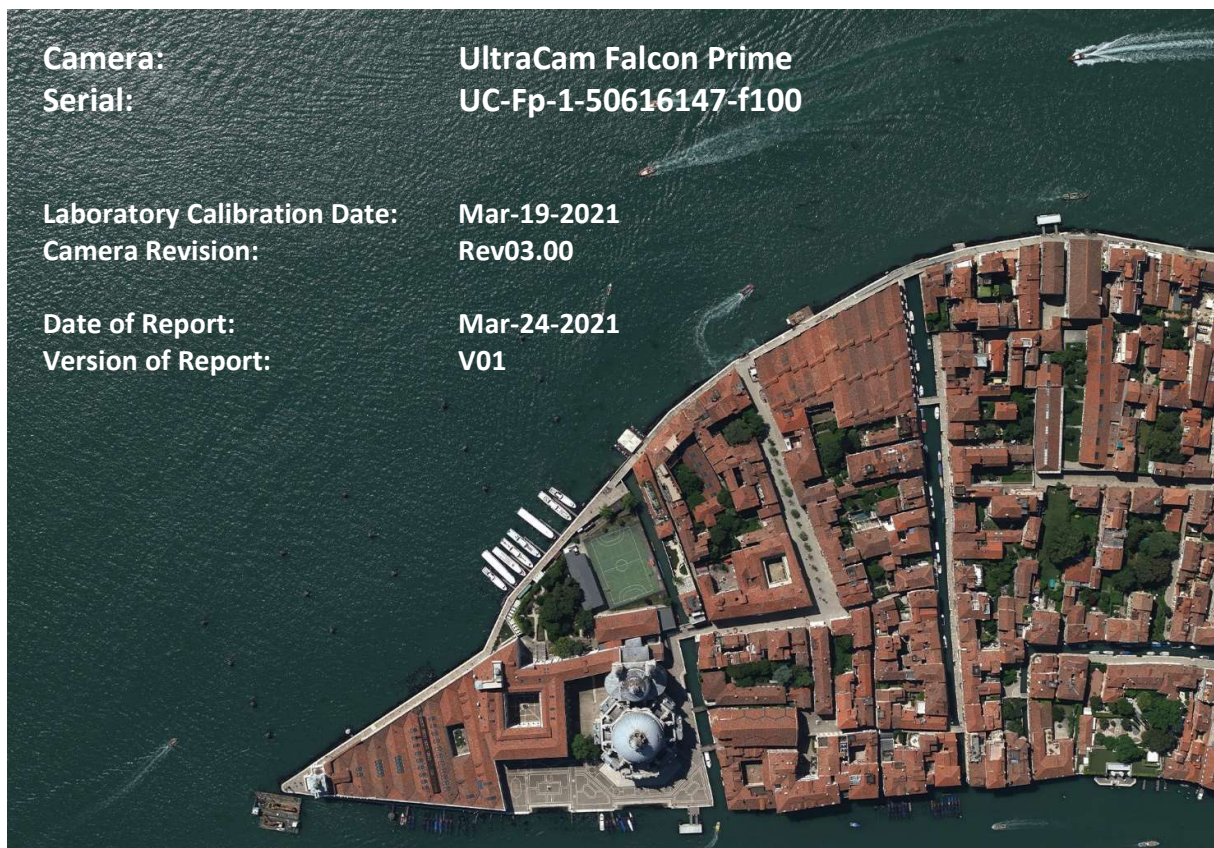 Camera: UltraCam Falcon Prime
Serial: UC-Fp-1-50616147-f100
Laboratory Calibration Date: Mar-19-2021
Camera Revision: Rev03.00
Date of Report: Mar-24-2021
Version of Report: V01